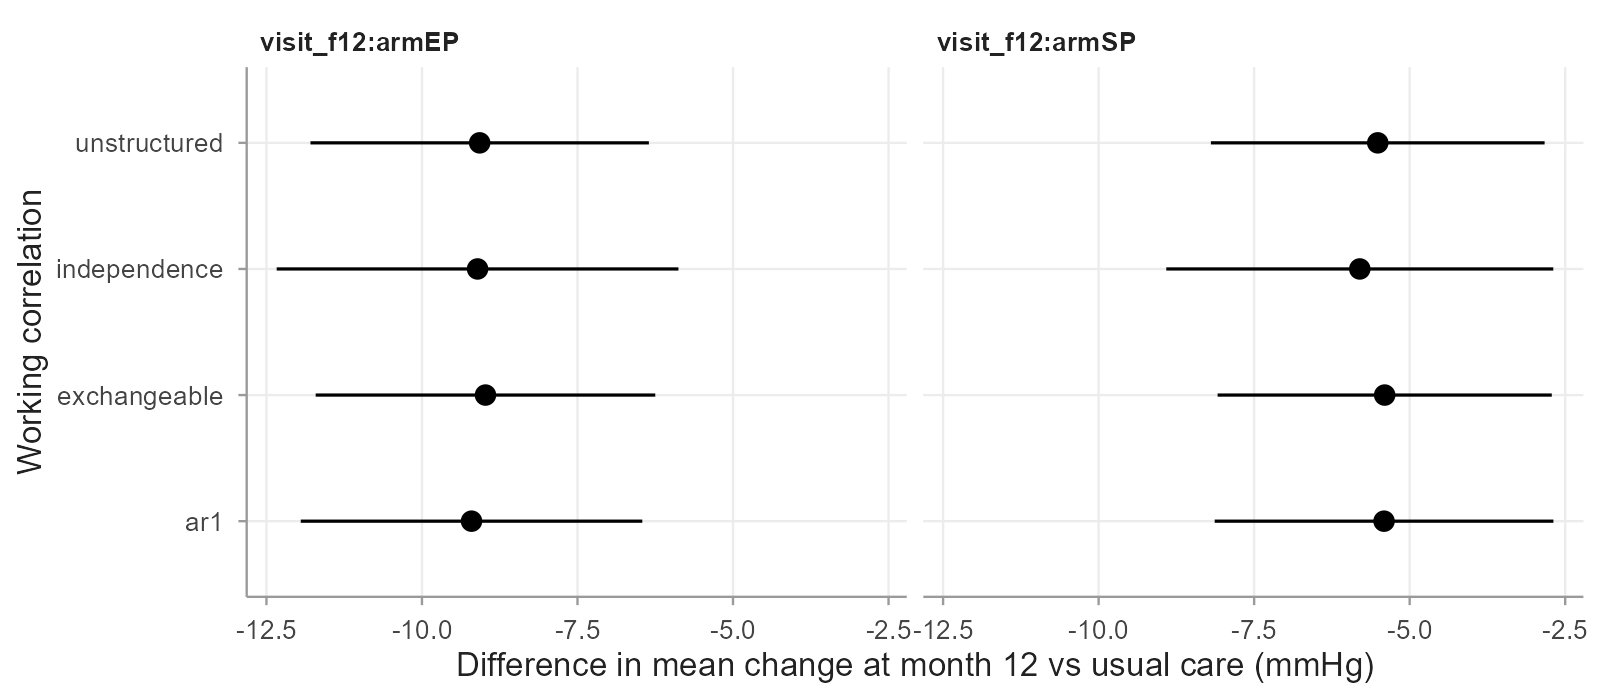 visit_f12:armEP
visit_f12:armSP
Working correlation
unstructured
independence
exchangeable
ar1
-12.5 -10.0 -7.5 -5.0 -2.5
-12.5 -10.0 -7.5 -5.0 -2.5
Difference in mean change at month 12 vs usual care (mmHg)